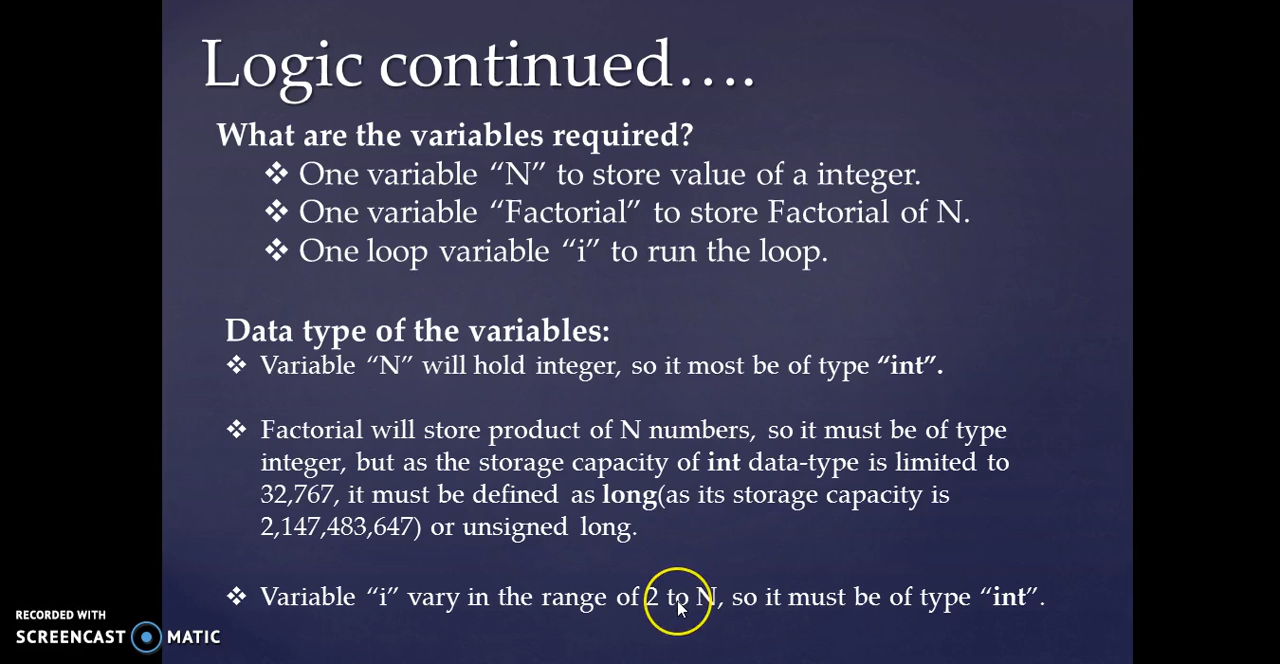 Logic continued….
What are the variables required?
❖ One variable “N” to store value of a integer.
❖ One variable “Factorial” to store Factorial of N.
❖ One loop variable “i” to run the loop.
Data type of the variables:
❖ Variable “N” will hold integer, so it most be of type “int”.
❖ Factorial will store product of N numbers, so it must be of type
integer, but as the storage capacity of int data-type is limited to
32,767, it must be defined as long(as its storage capacity is
2,147,483,647) or unsigned long.
❖ Variable “i” vary in the range of 2 to N, so it must be of type “int”.
RECORDED WITH
SCREENCAST MATIC